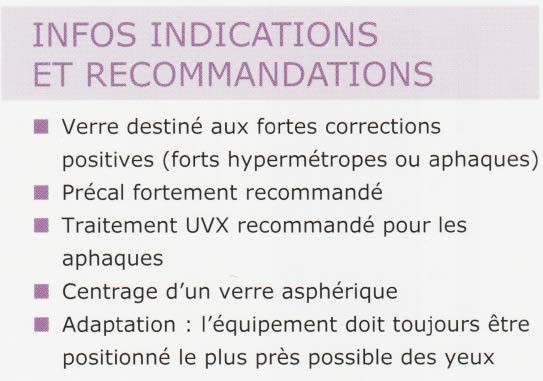 INFOS INDICATIONS
ET RECOMMANDATIONS
■ Verre destiné aux fortes corrections
positives (forts hypermétropes ou aphaques)
■ Précal fortement recommandé
■ Traitement UVX recommandé pour les
aphaques
■ Centrage d'un verre asphérique
■ Adaptation : l'équipement doit toujours être
positionné le plus près possible des yeux